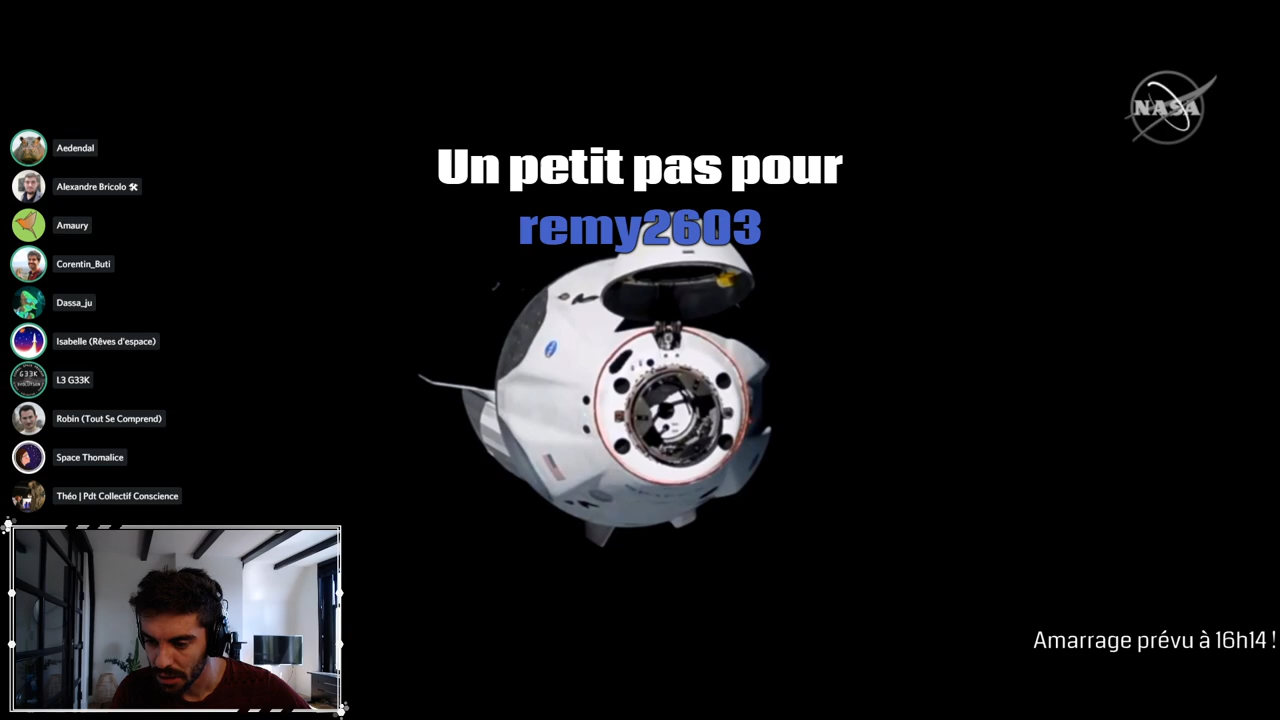 NASA
Un petit pas pour
remy2603
Aedendal
Alexandre Bricolo 🛠
Amaury
Corentin_Buti
Dassa_ju
Isabelle (Rêves d'espace)
L3 G33K
G33K
Robin (Tout Se Comprend)
Space Thomalice
Théo | Pdt Collectif Conscience
Amarrage prévu à 16h14 !